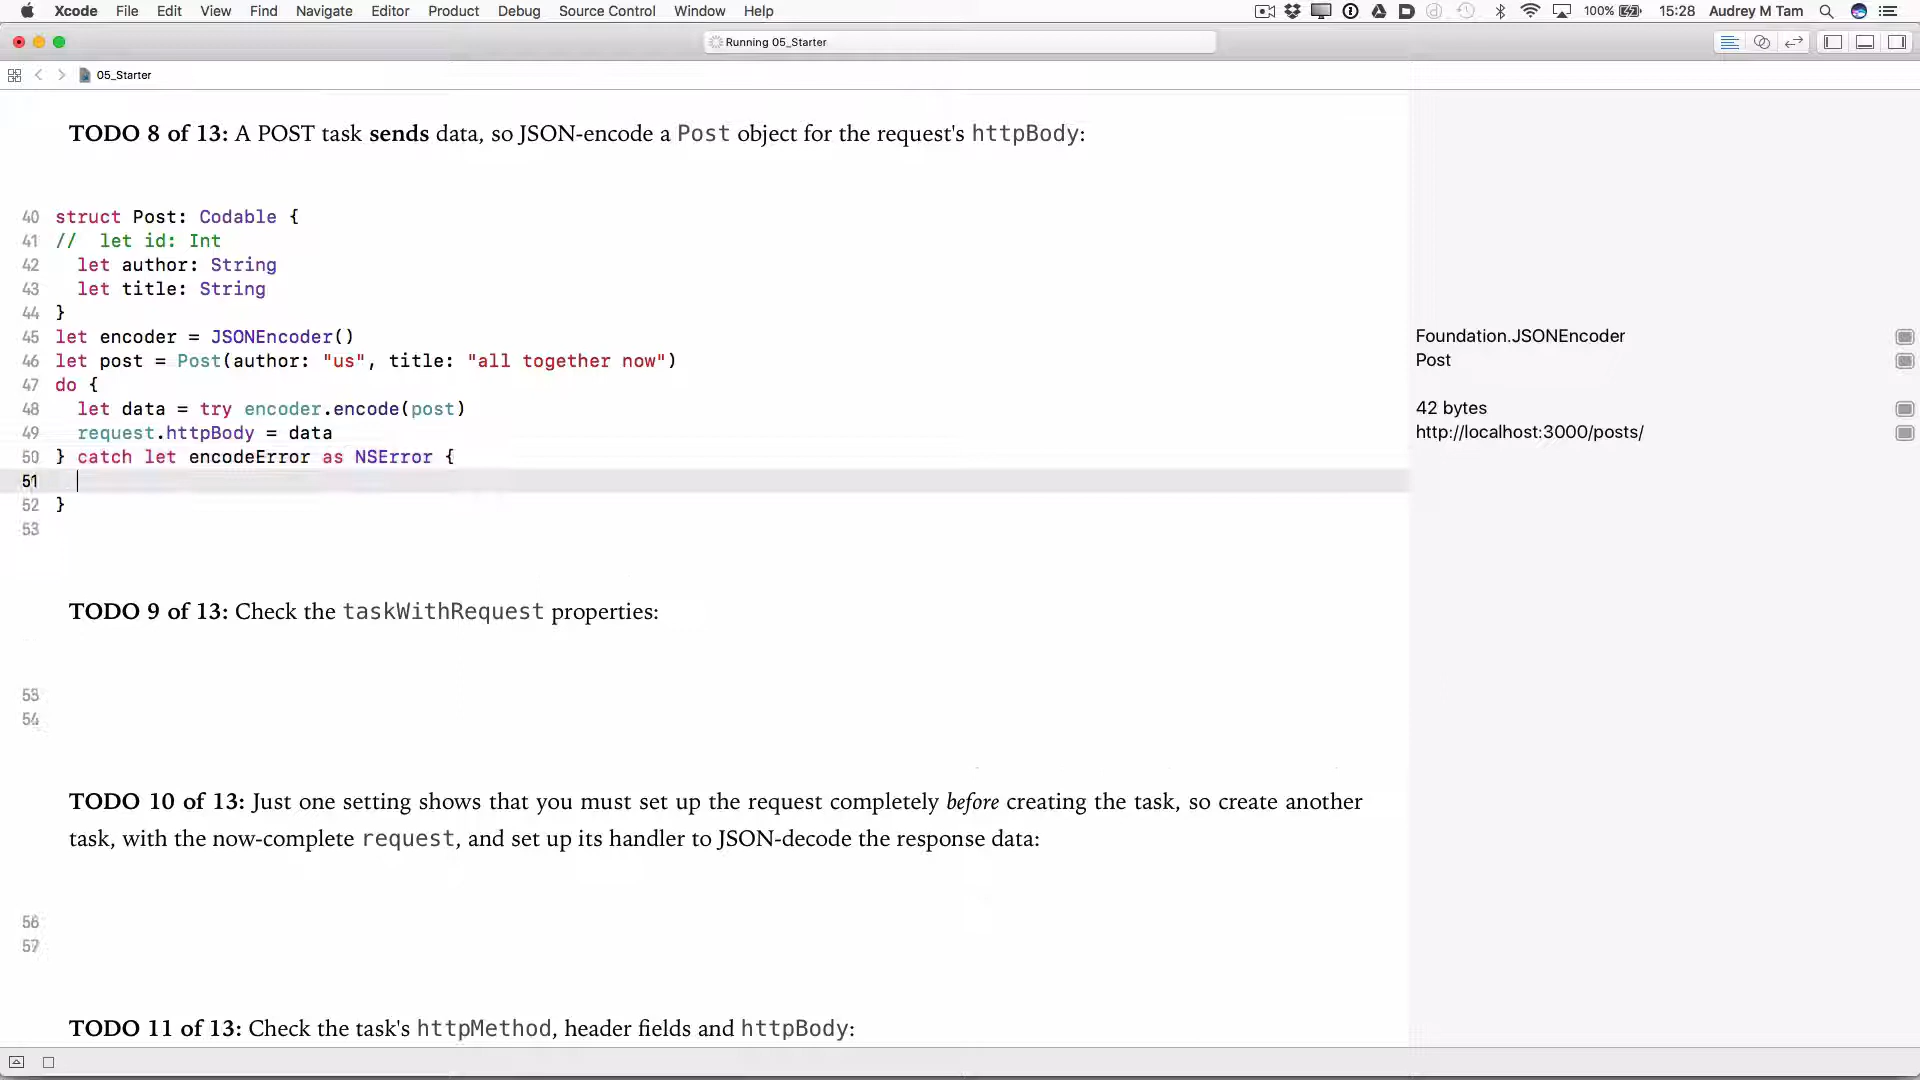 Xcode File Edit View Find Navigate Editor Product Debug Source Control Window Help 100% 15:28 Audrey M Tam
Running 05_Starter
05_Starter
TODO 8 of 13: A POST task sends data, so JSON-encode a Post object for the request's httpBody:
40 struct Post: Codable {
41 //  let id: Int
42   let author: String
43   let title: String
44 }
45 let encoder = JSONEncoder() Foundation.JSONEncoder
46 let post = Post(author: "us", title: "all together now") Post
47 do {
48   let data = try encoder.encode(post) 42 bytes
49   request.httpBody = data http://localhost:3000/posts/
50 } catch let encodeError as NSError {
51
52 }
53
TODO 9 of 13: Check the taskWithRequest properties:
53
54
TODO 10 of 13: Just one setting shows that you must set up the request completely before creating the task, so create another
task, with the now-complete request, and set up its handler to JSON-decode the response data:
56
57
TODO 11 of 13: Check the task's httpMethod, header fields and httpBody: